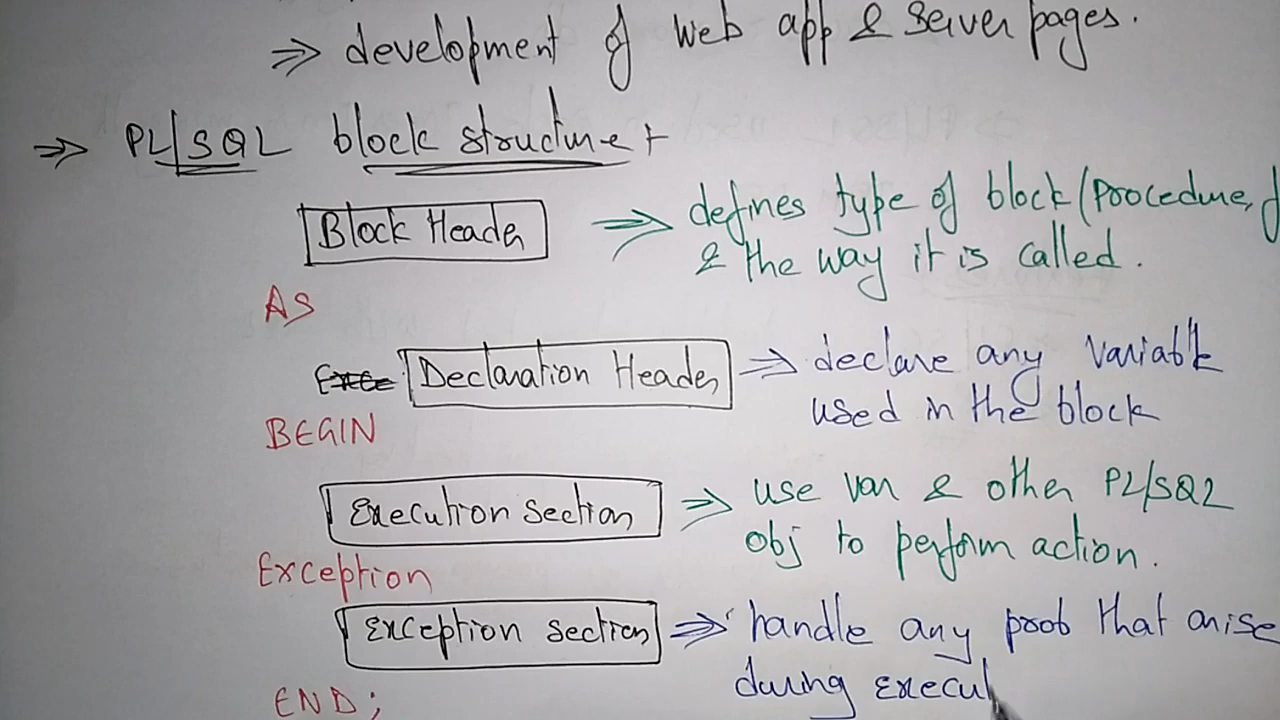 ⇒ development of web app & server pages.
⇒ PL/SQL block structure
Block Header ⇒ defines type of block (Procedure, f
& the way it is called.
AS
Declaration Header ⇒ declare any variable
used in the block
BEGIN
Execution section ⇒ use var & other PL/SQL
obj to perform action.
Exception
Exception section ⇒ handle any prob that arise
during execu
END;